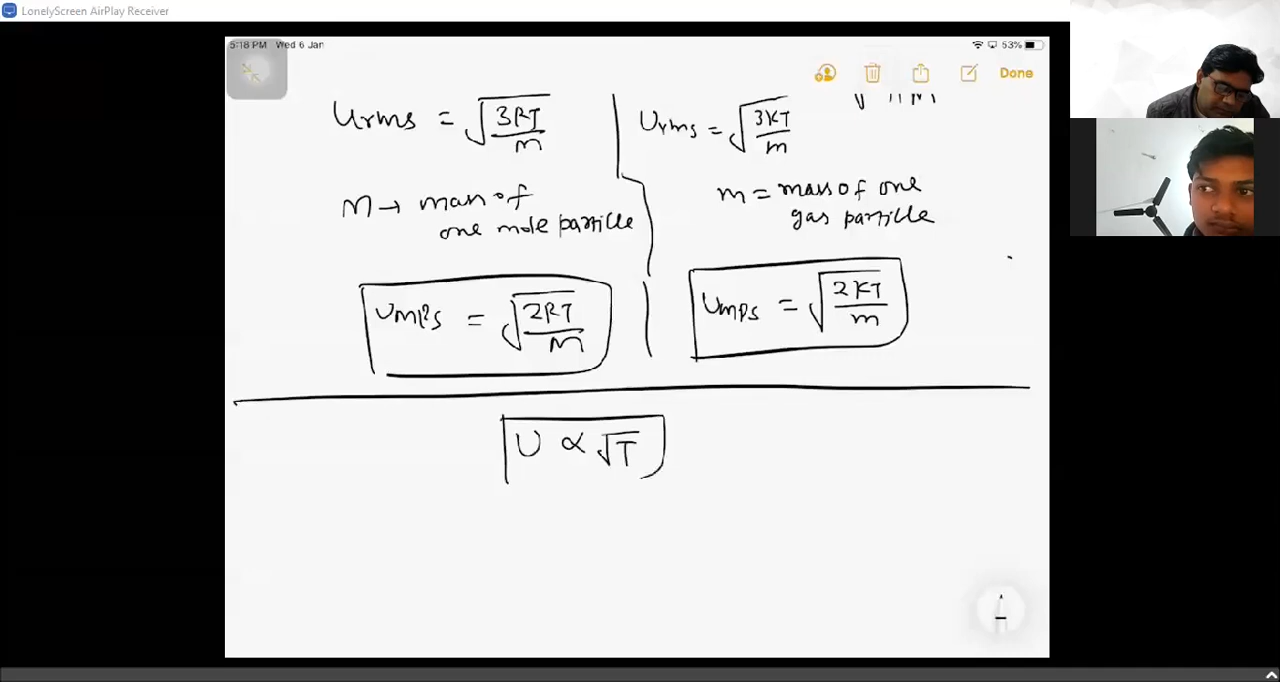 LonelyScreen AirPlay Receiver
5:18 PM Wed 6 Jan
53%
Done
Urms = √3RT/m
Urms = √3KT/m
M → mass of
one mole particle
m = mass of one
gas particle
Umps = √2RT/M
Umps = √2KT/m
U ∝ √T